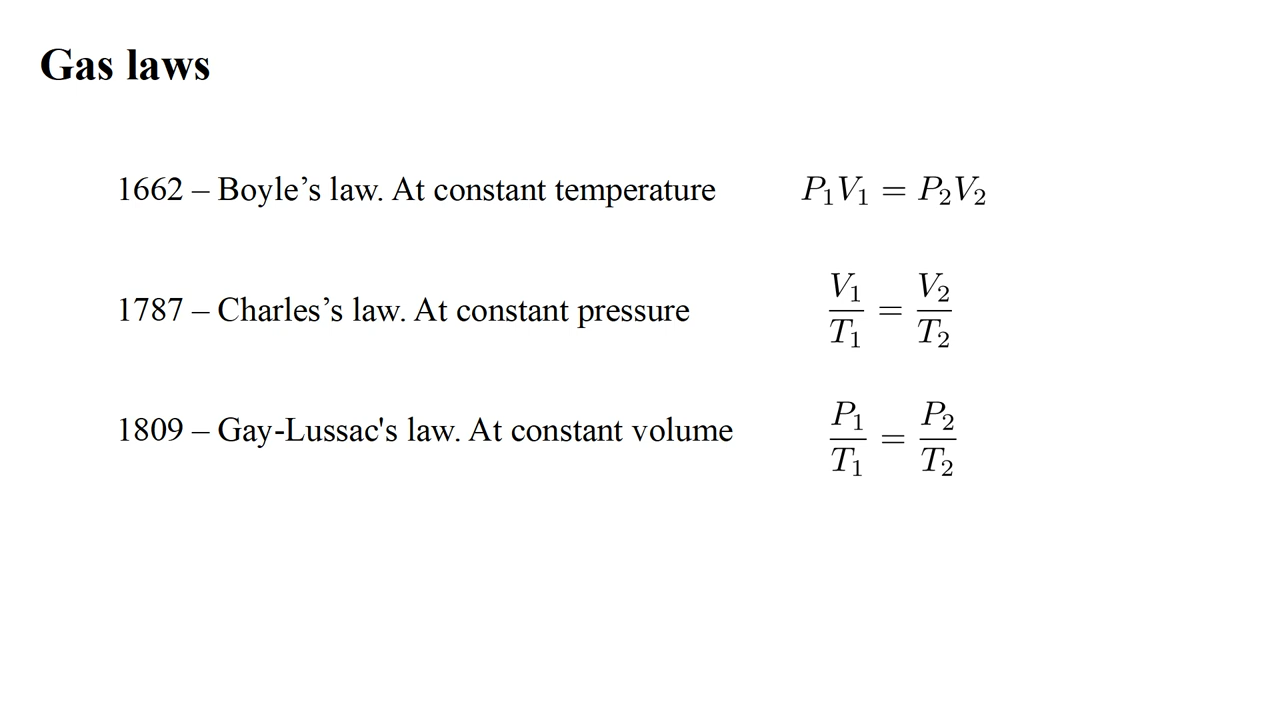 Gas laws
1662 – Boyle’s law. At constant temperature P₁V₁ = P₂V₂
1787 – Charles’s law. At constant pressure V₁/T₁ = V₂/T₂
1809 – Gay-Lussac's law. At constant volume P₁/T₁ = P₂/T₂